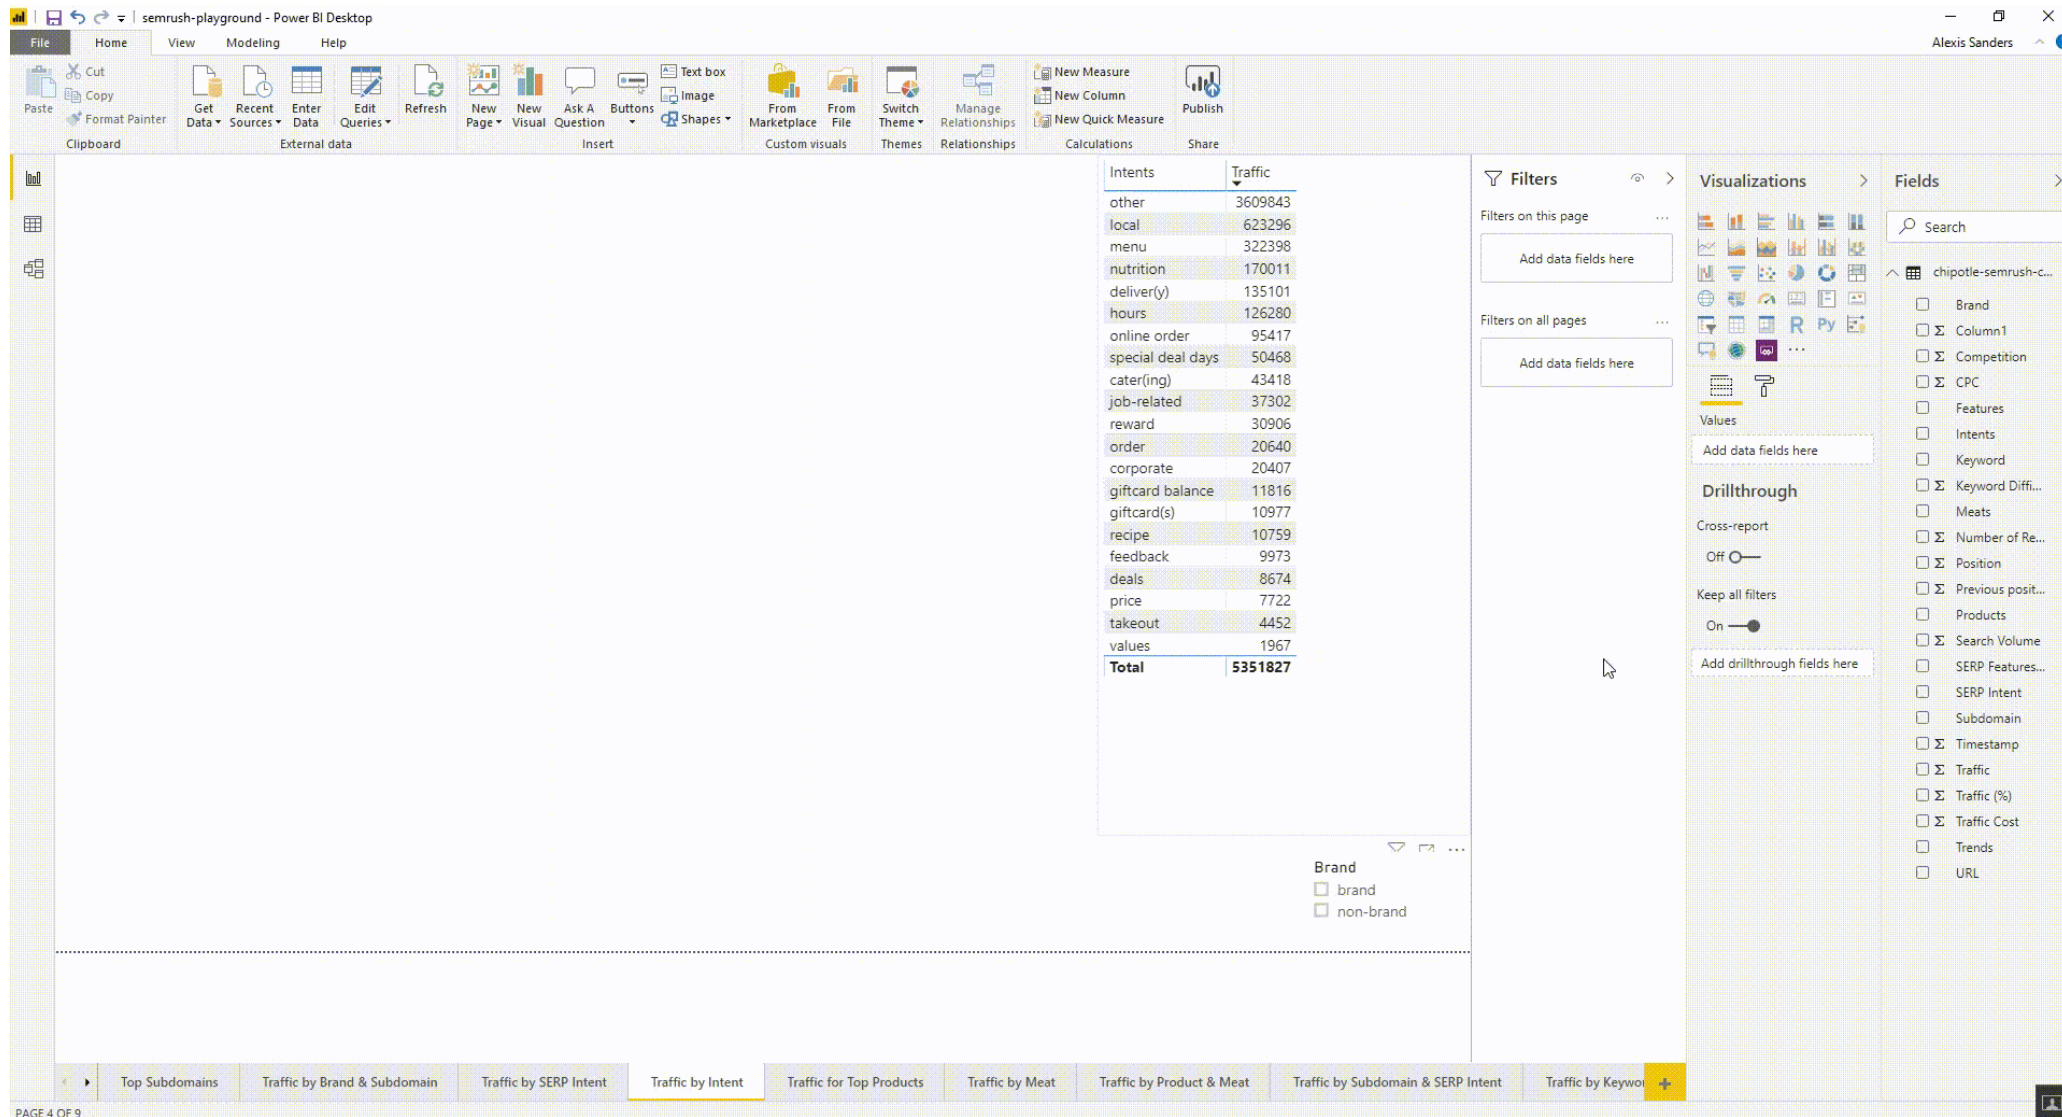 semrush-playground - Power BI Desktop
File Home View Modeling Help Alexis Sanders
Paste
Cut
Copy
Format Painter
Clipboard
Get Data
Recent Sources
Enter Data
Edit Queries
Refresh
External data
New Page
New Visual
Ask A Question
Buttons
Text box
Image
Shapes
Insert
From Marketplace
From File
Custom visuals
Switch Theme
Themes
Manage Relationships
Relationships
New Measure
New Column
New Quick Measure
Calculations
Publish
Share
Intents Traffic
other 3609843
local 623296
menu 322398
nutrition 170011
deliver(y) 135101
hours 126280
online order 95417
special deal days 50468
cater(ing) 43418
job-related 37302
reward 30906
order 20640
corporate 20407
giftcard balance 11816
giftcard(s) 10977
recipe 10759
feedback 9973
deals 8674
price 7722
takeout 4452
values 1967
Total 5351827
Brand
brand
non-brand
Filters
Filters on this page ...
Add data fields here
Filters on all pages ...
Add data fields here
Visualizations
R Py
...
Values
Add data fields here
Drillthrough
Cross-report
Off
Keep all filters
On
Add drillthrough fields here
Fields
Search
chipotle-semrush-c...
Brand
Σ Column1
Σ Competition
Σ CPC
Features
Intents
Keyword
Σ Keyword Diffi...
Meats
Σ Number of Re...
Σ Position
Σ Previous posit...
Products
Σ Search Volume
SERP Features...
SERP Intent
Subdomain
Σ Timestamp
Σ Traffic
Σ Traffic (%)
Σ Traffic Cost
Trends
URL
Top Subdomains
Traffic by Brand & Subdomain
Traffic by SERP Intent
Traffic by Intent
Traffic for Top Products
Traffic by Meat
Traffic by Product & Meat
Traffic by Subdomain & SERP Intent
Traffic by Keywo
PAGE 4 OF 9